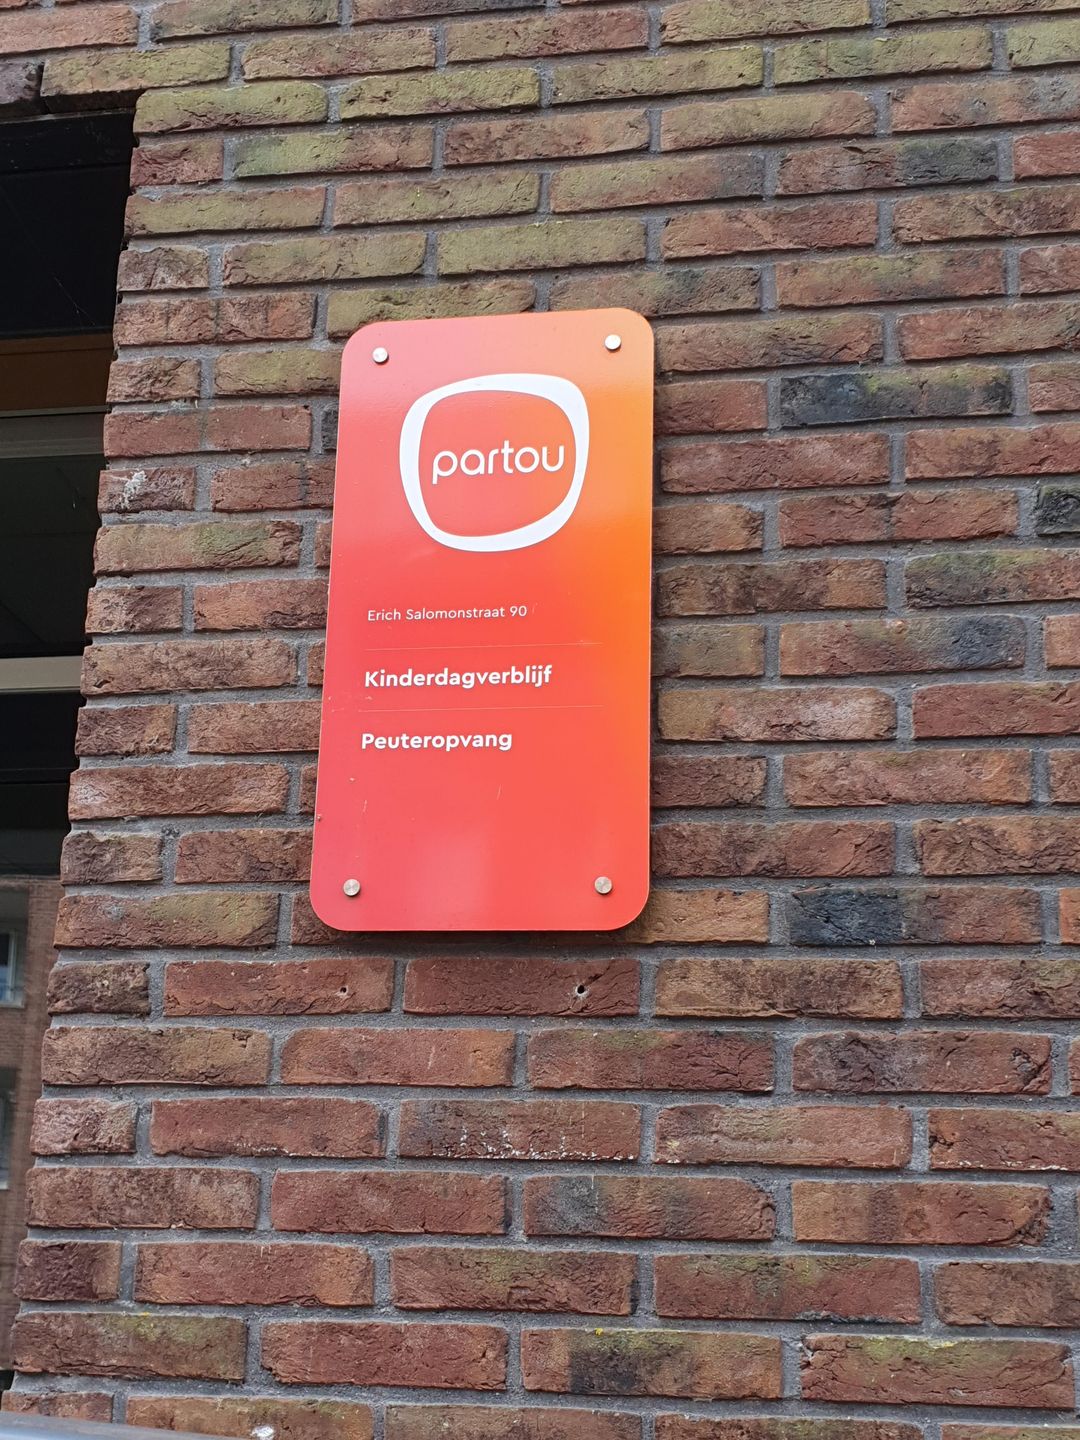 partou
Erich Salomonstraat 90
Kinderdagverblijf
Peuteropvang